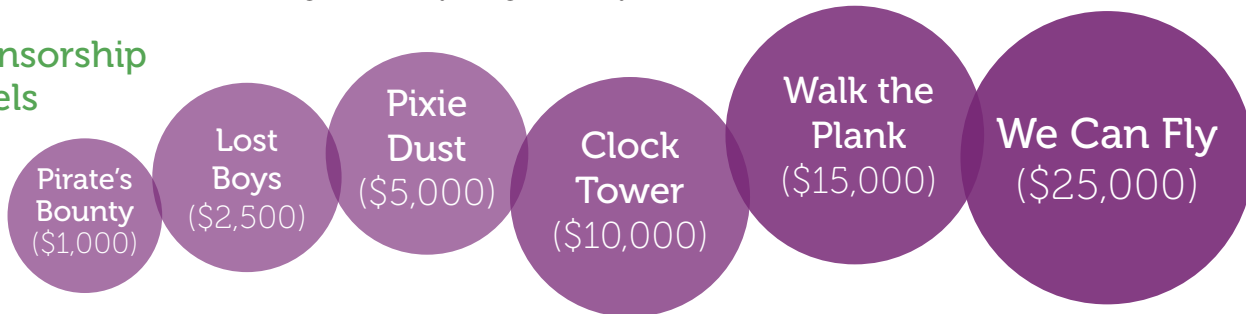 nsorship
els
Pirate's
Bounty
($1,000)
Lost
Boys
($2,500)
Pixie
Dust
($5,000)
Clock
Tower
($10,000)
Walk the
Plank
($15,000)
We Can Fly
($25,000)